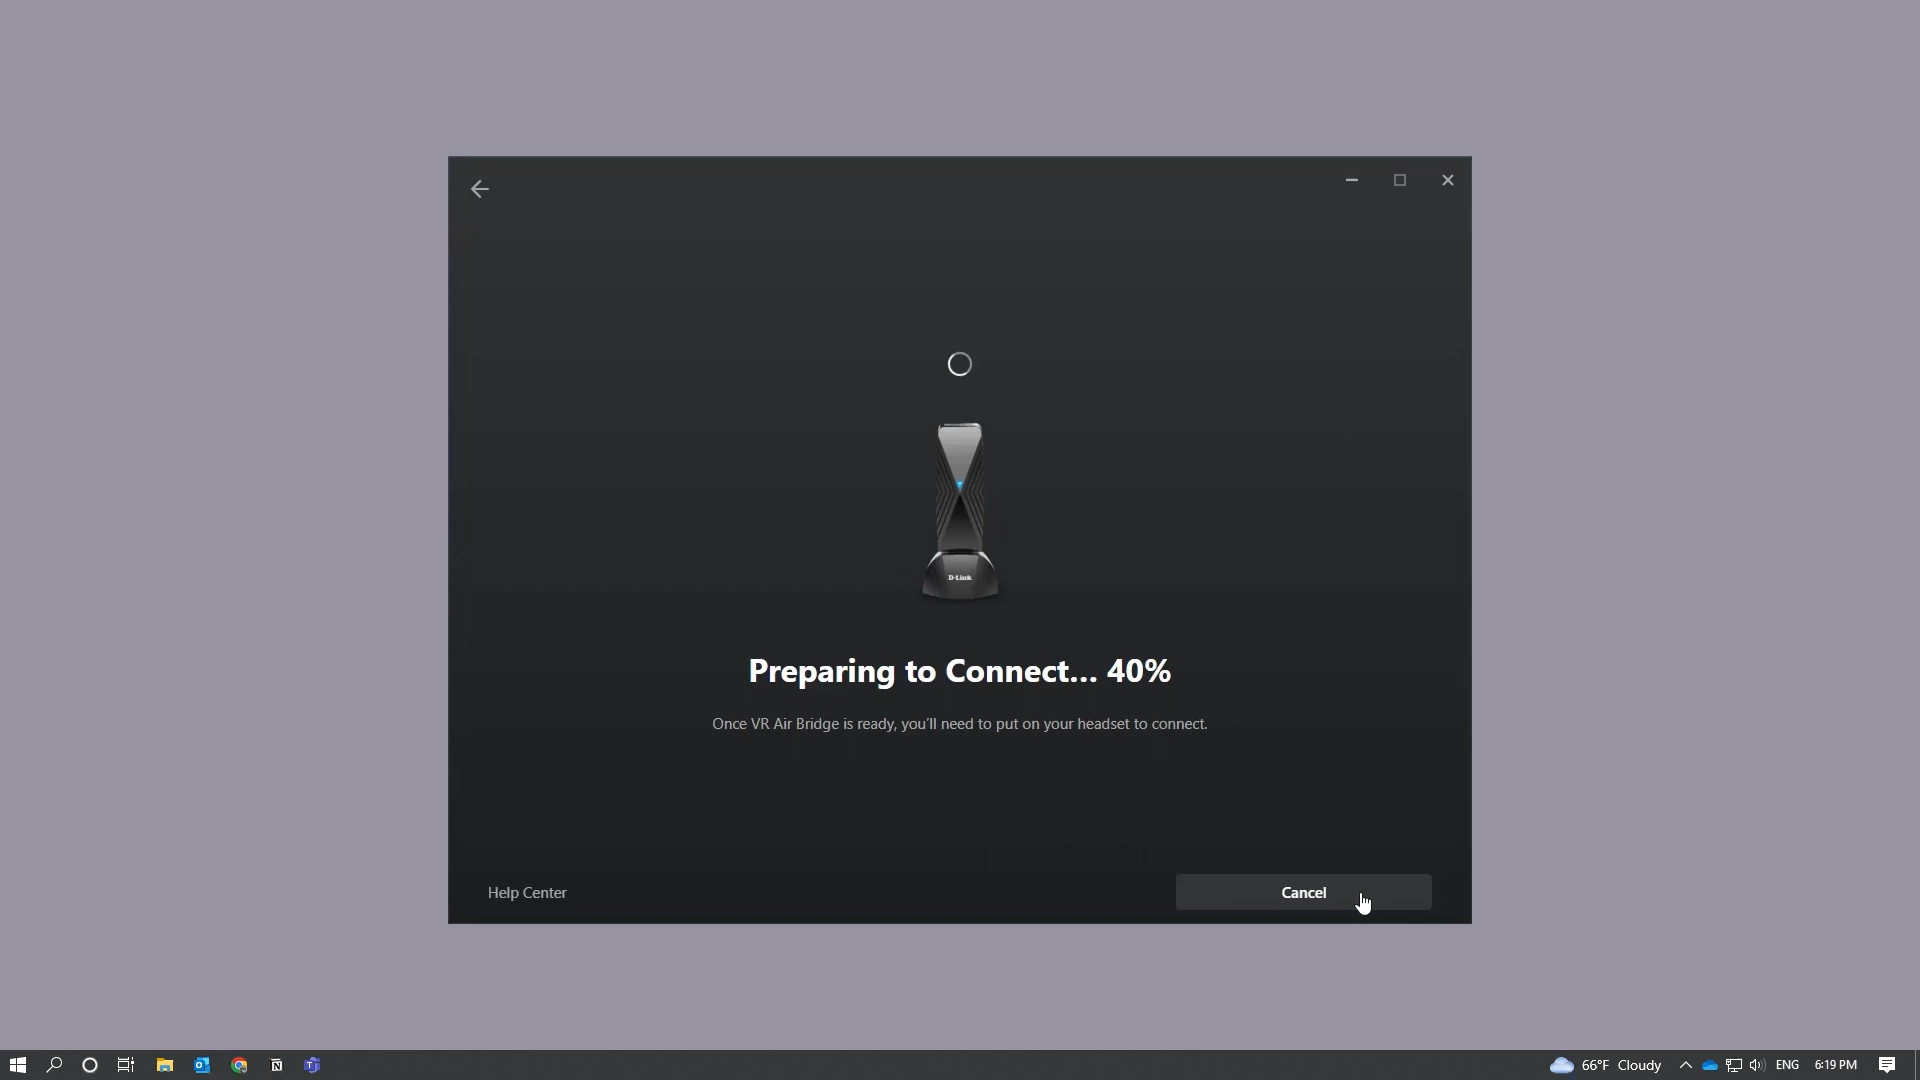 D-Link
Preparing to Connect... 40%
Once VR Air Bridge is ready, you'll need to put on your headset to connect.
Help Center
Cancel
66°F Cloudy
ENG
6:19 PM